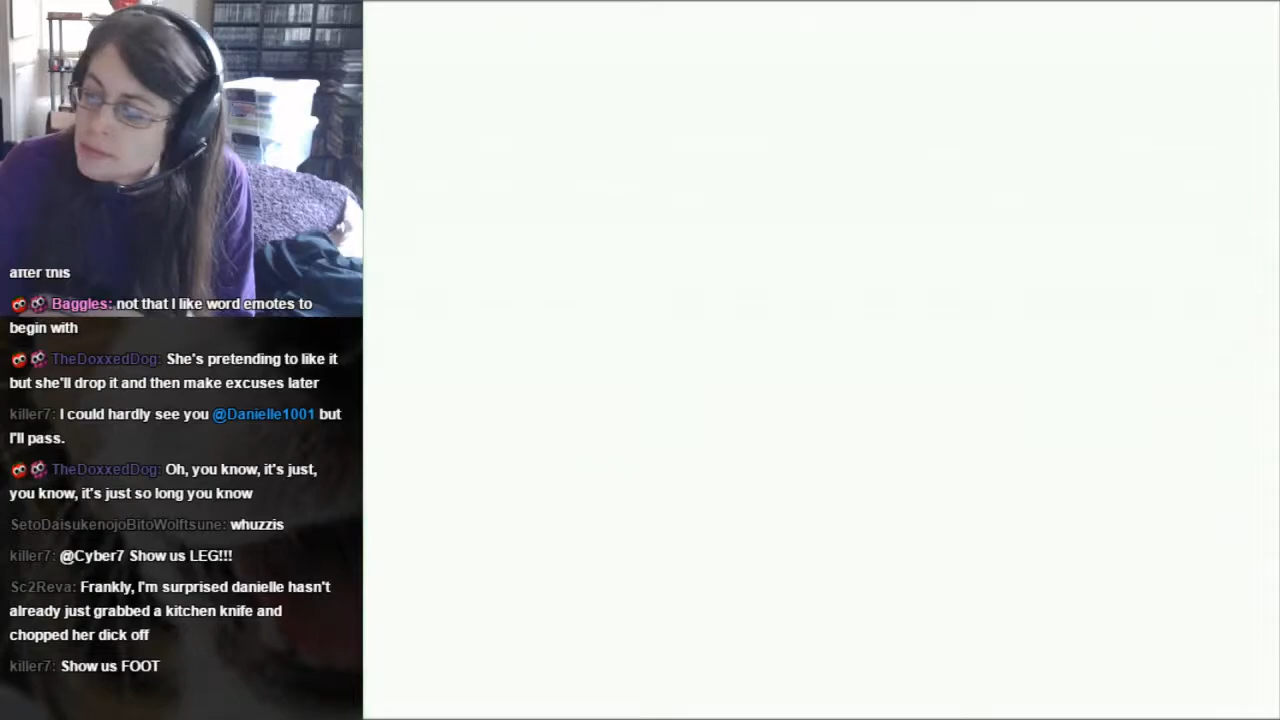 after this
Baggles: not that I like word emotes to
begin with
TheDoxxedDog: She's pretending to like it
but she'll drop it and then make excuses later
killer7: I could hardly see you @Danielle1001 but
I'll pass.
TheDoxxedDog: Oh, you know, it's just,
you know, it's just so long you know
SetoDaisukenojoBitoWolftsune: whuzzis
killer7: @Cyber7 Show us LEG!!!
Sc2Reva: Frankly, I'm surprised danielle hasn't
already just grabbed a kitchen knife and
chopped her dick off
killer7: Show us FOOT